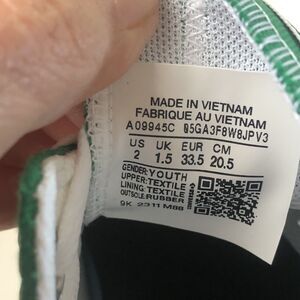 MADE IN VIETNAM
FABRIQUE AU VIETNAM
A09945C 05GA3F0W8JPV3
US UK EUR CM
2 1.5 33.5 20.5
GENDER: YOUTH
UPPER: TEXTILE
LINING: TEXTILE
OUTSOLE: RUBBER
9K 2311 M88